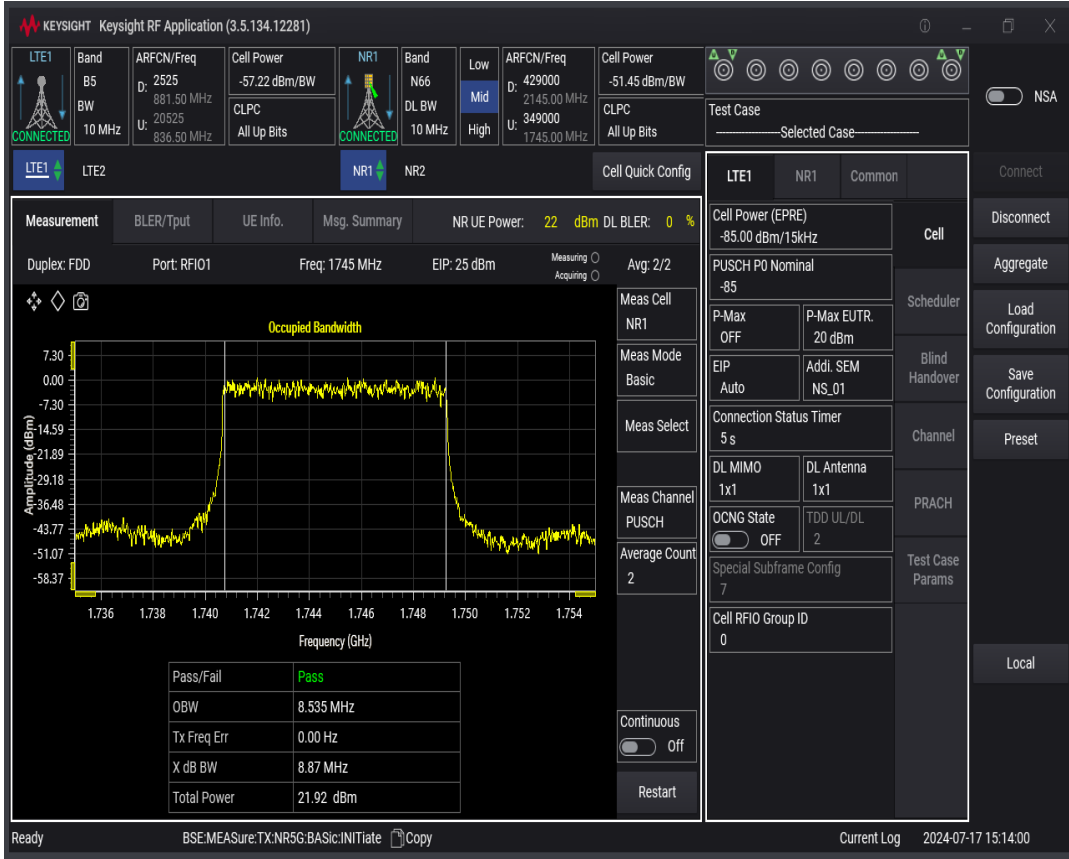 KEYSIGHT Keysight RF Application (3.5.134.12281)
LTE1
CONNECTED
Band
B5
BW
10 MHz
ARFCN/Freq
D: 2525
881.50 MHz
U: 20525
836.50 MHz
Cell Power
-57.22 dBm/BW
CLPC
All Up Bits
NR1
CONNECTED
Band
N66
DL BW
10 MHz
Low
Mid
High
ARFCN/Freq
D: 429000
2145.00 MHz
U: 349000
1745.00 MHz
Cell Power
-51.45 dBm/BW
CLPC
All Up Bits
Test Case
--------------------Selected Case--------------------
NSA
LTE1 LTE2 NR1 NR2 Cell Quick Config
Measurement BLER/Tput UE Info. Msg. Summary NR UE Power: 22 dBm DL BLER: 0 %
Duplex: FDD Port: RFIO1 Freq: 1745 MHz EIP: 25 dBm Measuring Avg: 2/2
Acquiring
Occupied Bandwidth
7.30
0.00
-7.30
-14.59
-21.89
-29.18
-36.48
-43.77
-51.07
-58.37
Amplitude (dBm)
1.736 1.738 1.740 1.742 1.744 1.746 1.748 1.750 1.752 1.754
Frequency (GHz)
Pass/Fail Pass
OBW 8.535 MHz
Tx Freq Err 0.00 Hz
X dB BW 8.87 MHz
Total Power 21.92 dBm
Meas Cell
NR1
Meas Mode
Basic
Meas Select
Meas Channel
PUSCH
Average Count
2
Continuous
Off
Restart
LTE1 NR1 Common
Cell Power (EPRE)
-85.00 dBm/15kHz
PUSCH P0 Nominal
-85
P-Max
OFF
P-Max EUTR.
20 dBm
EIP
Auto
Addi. SEM
NS_01
Connection Status Timer
5 s
DL MIMO
1x1
DL Antenna
1x1
OCNG State
OFF
TDD UL/DL
2
Special Subframe Config
7
Cell RFIO Group ID
0
Cell
Scheduler
Blind
Handover
Channel
PRACH
Test Case
Params
Connect
Disconnect
Aggregate
Load
Configuration
Save
Configuration
Preset
Local
Ready BSE:MEASure:TX:NR5G:BASic:INITiate Copy Current Log 2024-07-17 15:14:00